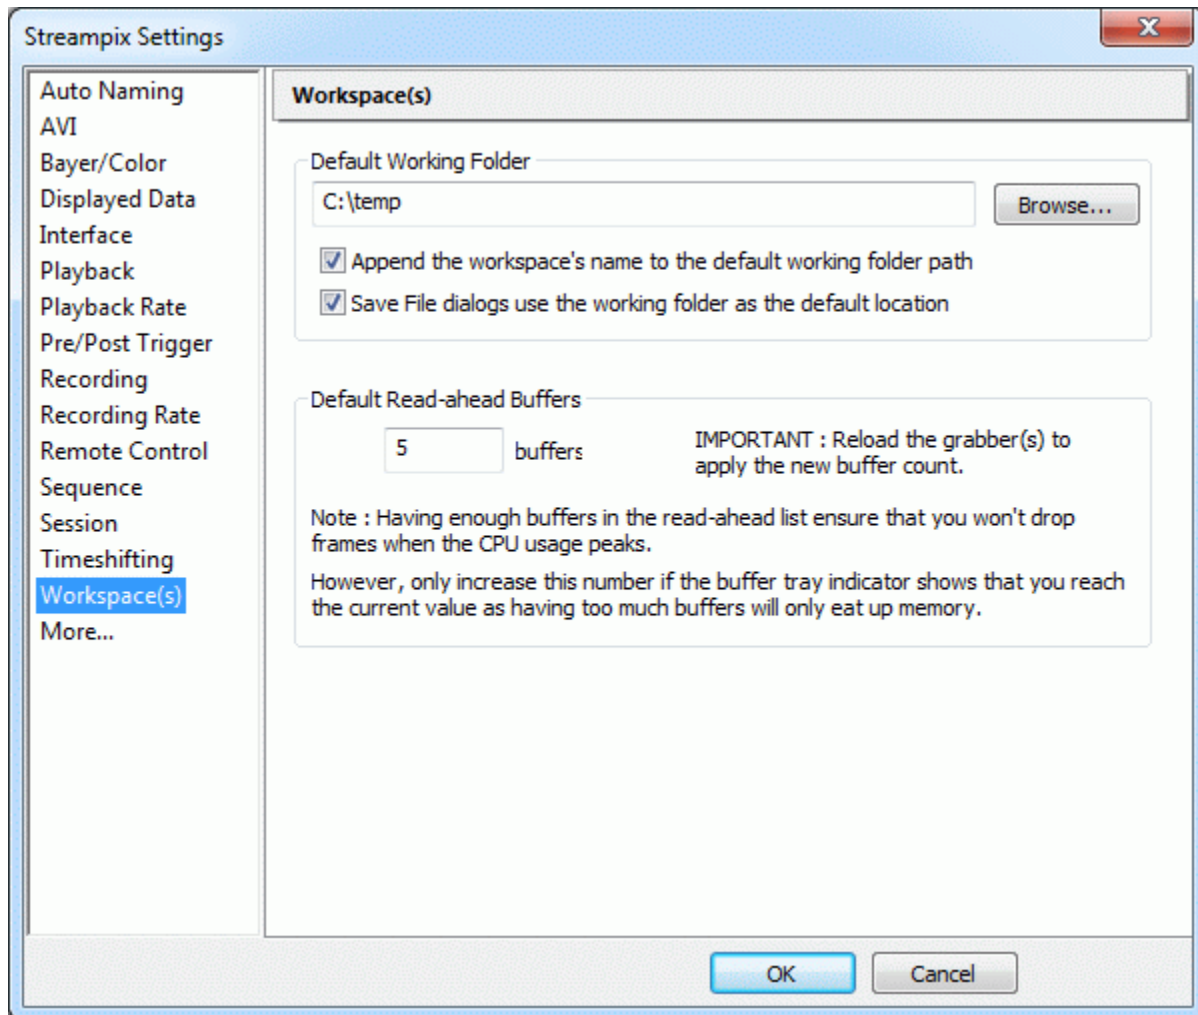 Streampix Settings
Auto Naming
AVI
Bayer/Color
Displayed Data
Interface
Playback
Playback Rate
Pre/Post Trigger
Recording
Recording Rate
Remote Control
Sequence
Session
Timeshifting
Workspace(s)
More...
Workspace(s)
Default Working Folder
C:\temp
Browse...
Append the workspace's name to the default working folder path
Save File dialogs use the working folder as the default location
Default Read-ahead Buffers
5 buffers
IMPORTANT : Reload the grabber(s) to
apply the new buffer count.
Note : Having enough buffers in the read-ahead list ensure that you won't drop
frames when the CPU usage peaks.
However, only increase this number if the buffer tray indicator shows that you reach
the current value as having too much buffers will only eat up memory.
OK
Cancel